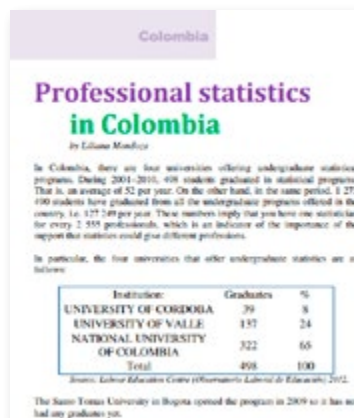 Colombia
Professional statistics
in Colombia
by Liliana Mendoza
In Colombia, there are four universities offering undergraduate statistical
programs. During 2001-2010, 498 students graduated in statistical programs
That is, an average of 52 per year. On the other hand, in the same period, 1 27
490 students have graduated from all the undergraduate programs offered in the
country, i.e. 127 249 per year. These numbers imply that you have one statistician
for every 2 555 professionals, which is an indicator of the importance of the
support that statistics could give different professions.
In particular, the four universities that offer undergraduate statistics are
follows:
Institution: Graduates %
UNIVERSITY OF CORDOBA 39 8
UNIVERSITY OF VALLE 137 24
NATIONAL UNIVERSITY
OF COLOMBIA 322 65
Total 498 100
Source: Labour Education Centre (Observatorio Laboral de Educación) 2012.
The Santo Tomas University in Bogota opened the program in 2009 so it has no
had any graduates yet.